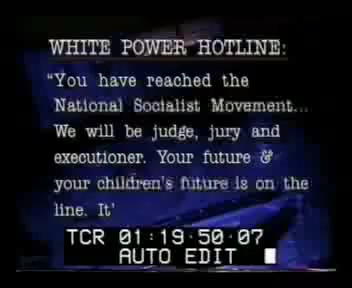 WHITE POWER HOTLINE:
"You have reached the
National Socialist Movement...
We will be judge, jury and
executioner. Your future &
your children's future is on the
line. It'
TCR 01:19:50:07
AUTO EDIT